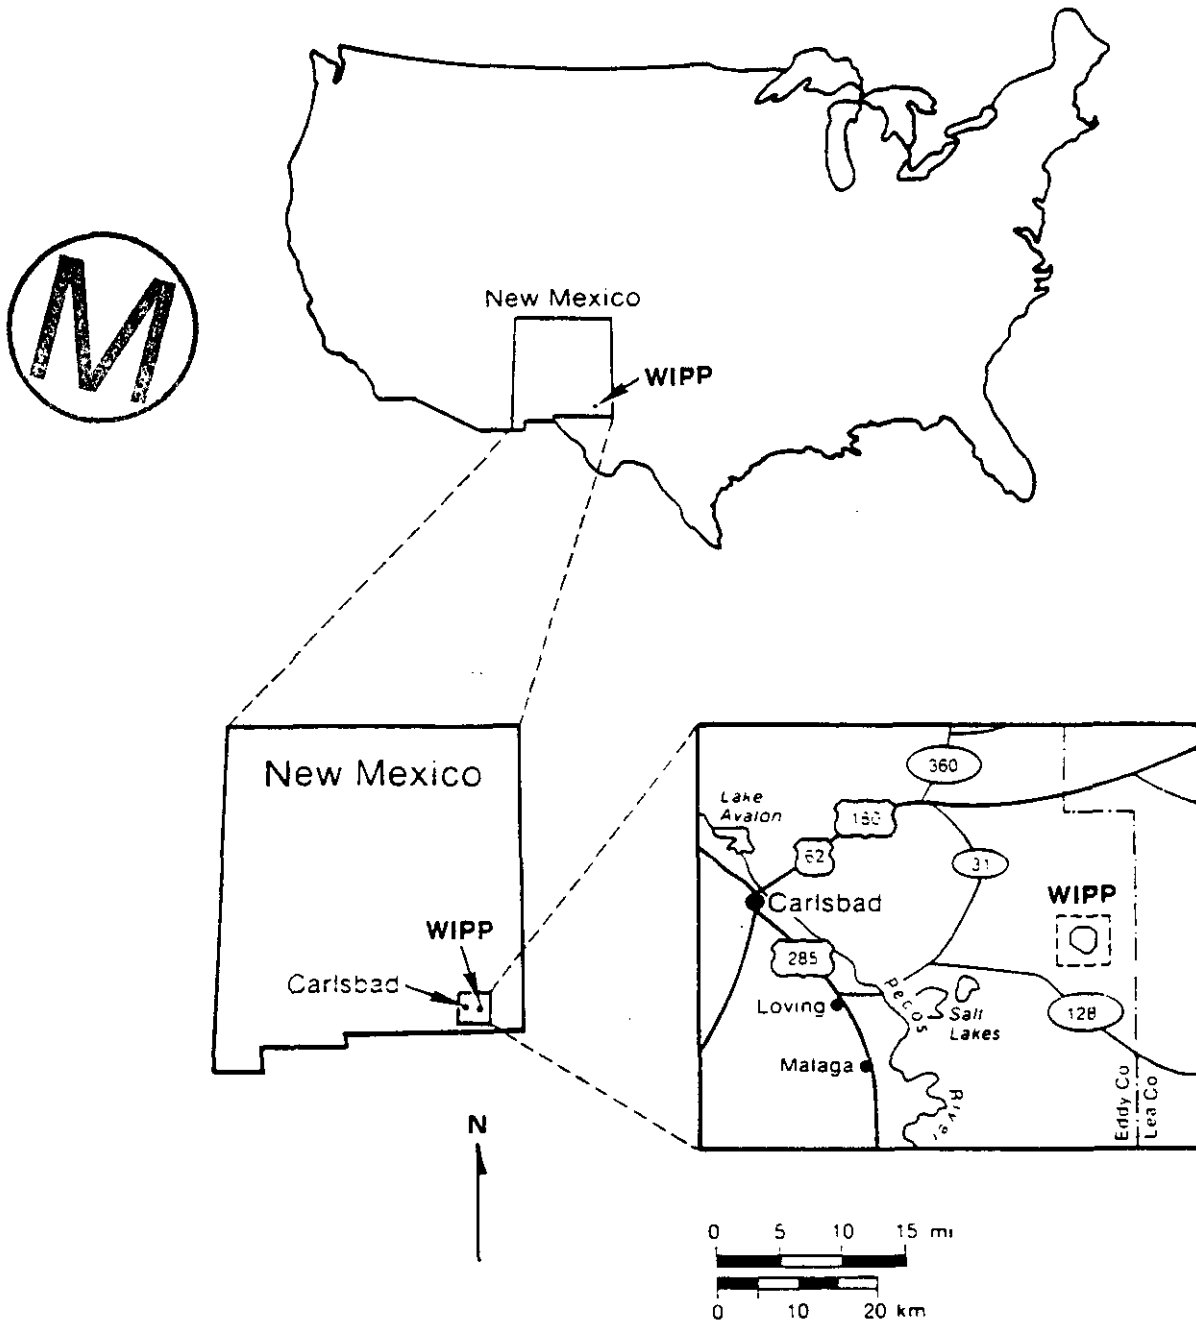 M
New Mexico
WIPP
New Mexico
WIPP
Carlsbad
N
360
Lake
Avalon
180
62
31
WIPP
Carlsbad
285
Pecos
River
Loving
Salt
Lakes
128
Malaga
Eddy Co
Lea Co
0 5 10 15 mi
0 10 20 km